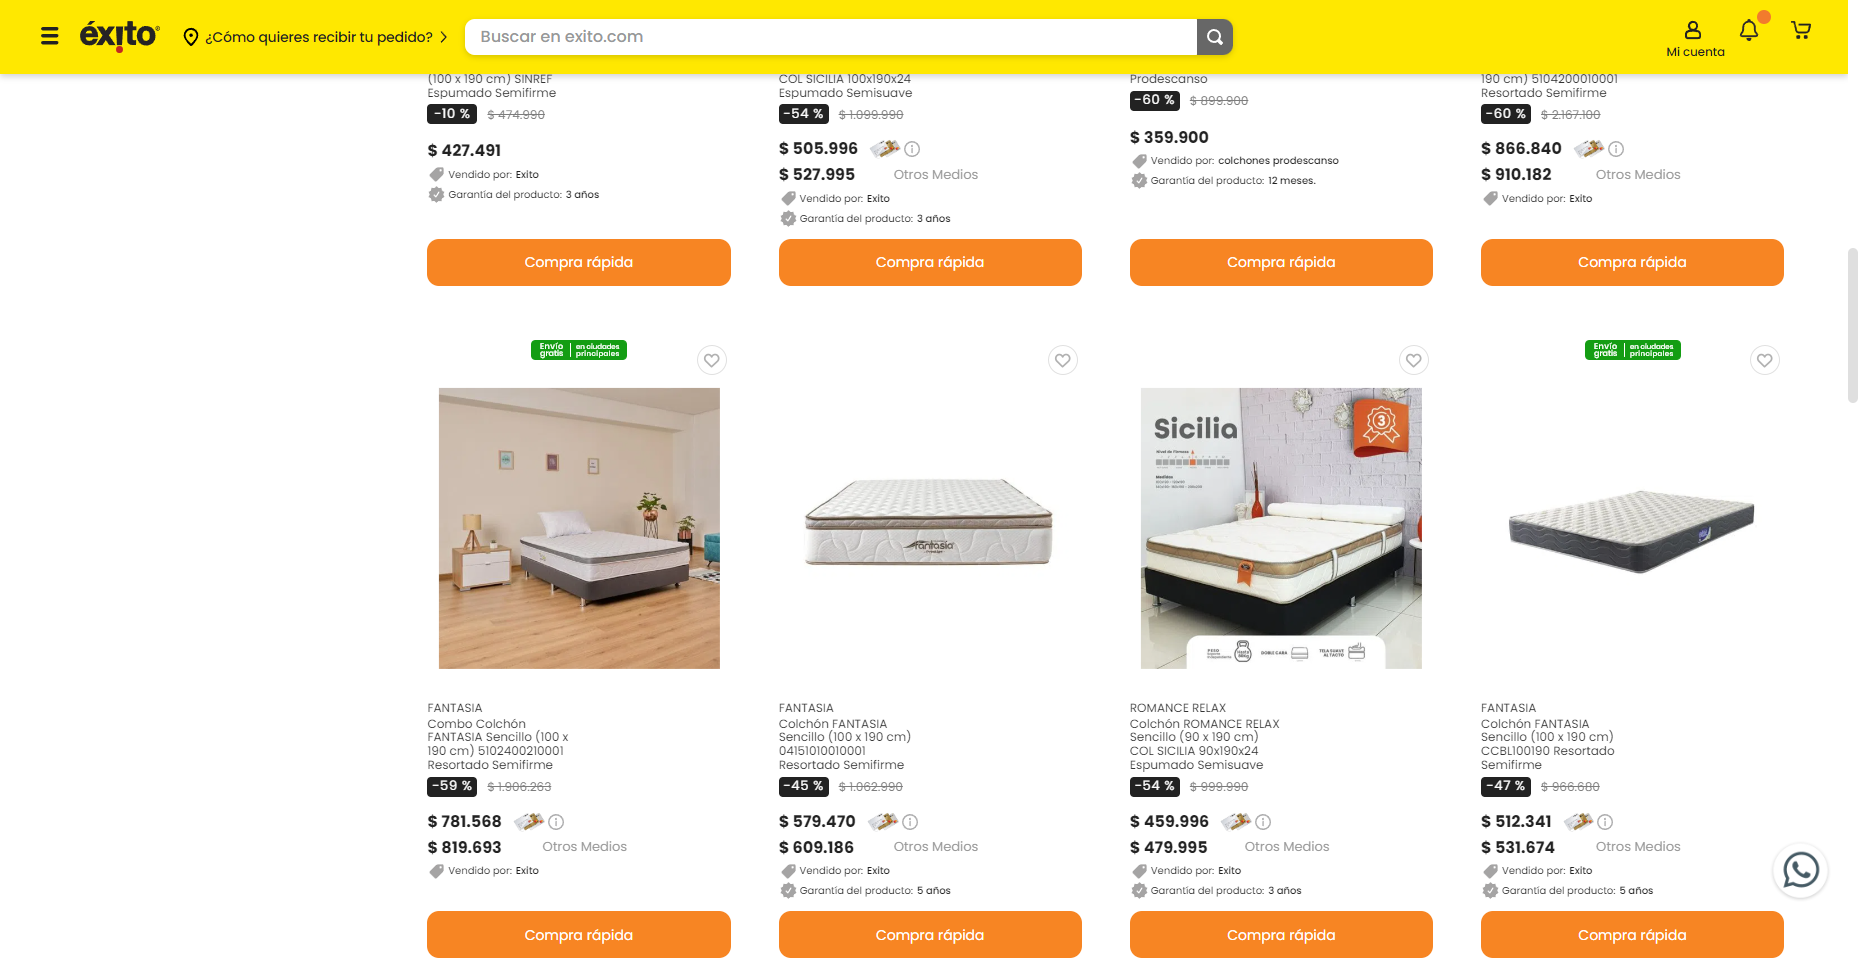 éxito
¿Cómo quieres recibir tu pedido?
Buscar en exito.com
Mi cuenta
(100 x 190 cm) SINREF
Espumado Semifirme
-10 %
$ 474.990
$ 427.491
Vendido por: Exito
Garantía del producto: 3 años
Compra rápida
COL SICILIA 100x190x24
Espumado Semisuave
-54 %
$ 1.099.990
$ 505.996
$ 527.995
Otros Medios
Vendido por: Exito
Garantía del producto: 3 años
Compra rápida
Prodescanso
-60 %
$ 899.900
$ 359.900
Vendido por: colchones prodescanso
Garantía del producto: 12 meses.
Compra rápida
190 cm) 5104200010001
Resortado Semifirme
-60 %
$ 2.167.100
$ 866.840
$ 910.182
Otros Medios
Vendido por: Exito
Compra rápida
Envío gratis
en ciudades principales
FANTASIA
Combo Colchón
FANTASIA Sencillo (100 x
190 cm) 5102400210001
Resortado Semifirme
-59 %
$ 1.906.263
$ 781.568
$ 819.693
Otros Medios
Vendido por: Exito
Compra rápida
fantasia
FANTASIA
Colchón FANTASIA
Sencillo (100 x 190 cm)
04151010010001
Resortado Semifirme
-45 %
$ 1.062.990
$ 579.470
$ 609.186
Otros Medios
Vendido por: Exito
Garantía del producto: 5 años
Compra rápida
Sicilia
3
Nivel de Firmeza
Medidas
PESO
DOBLE CARA
TELA SUAVE
AL TACTO
ROMANCE RELAX
Colchón ROMANCE RELAX
Sencillo (90 x 190 cm)
COL SICILIA 90x190x24
Espumado Semisuave
-54 %
$ 999.990
$ 459.996
$ 479.995
Otros Medios
Vendido por: Exito
Garantía del producto: 3 años
Compra rápida
Envío gratis
en ciudades principales
FANTASIA
Colchón FANTASIA
Sencillo (100 x 190 cm)
CCBL100190 Resortado
Semifirme
-47 %
$ 966.680
$ 512.341
$ 531.674
Otros Medios
Vendido por: Exito
Garantía del producto: 5 años
Compra rápida